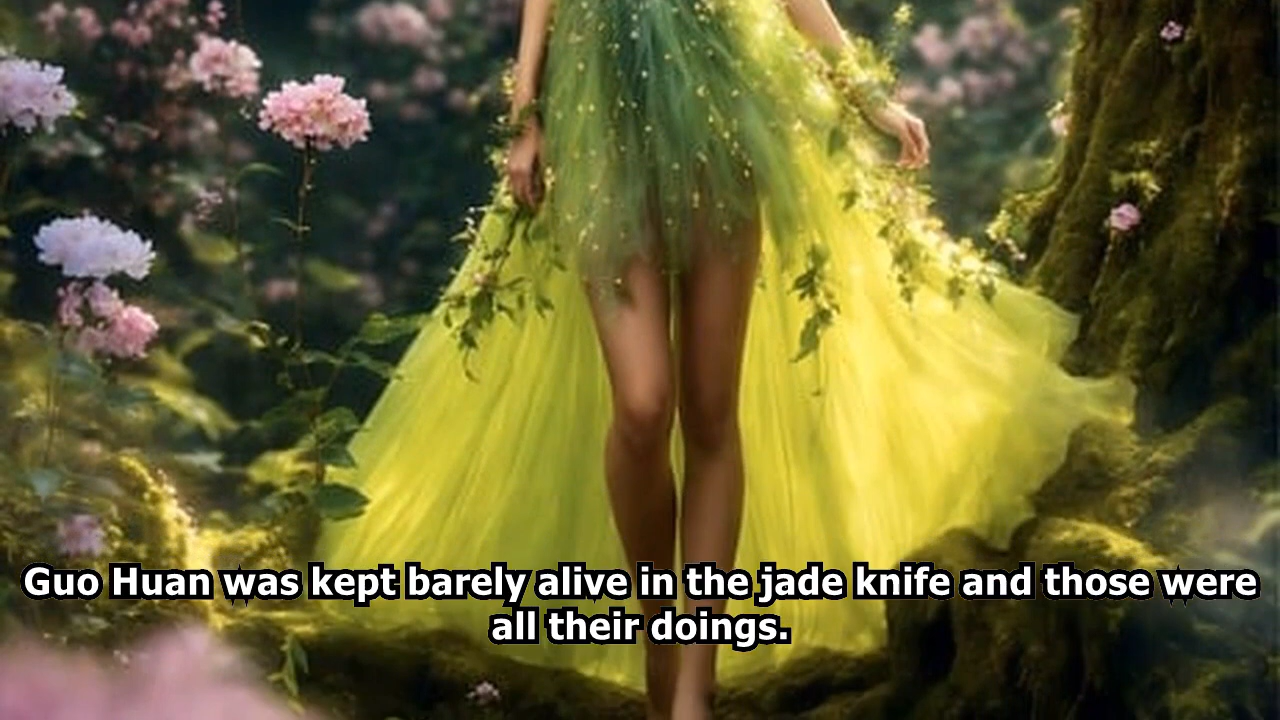 Guo Huan was kept barely alive in the jade knife and those were
all their doings.